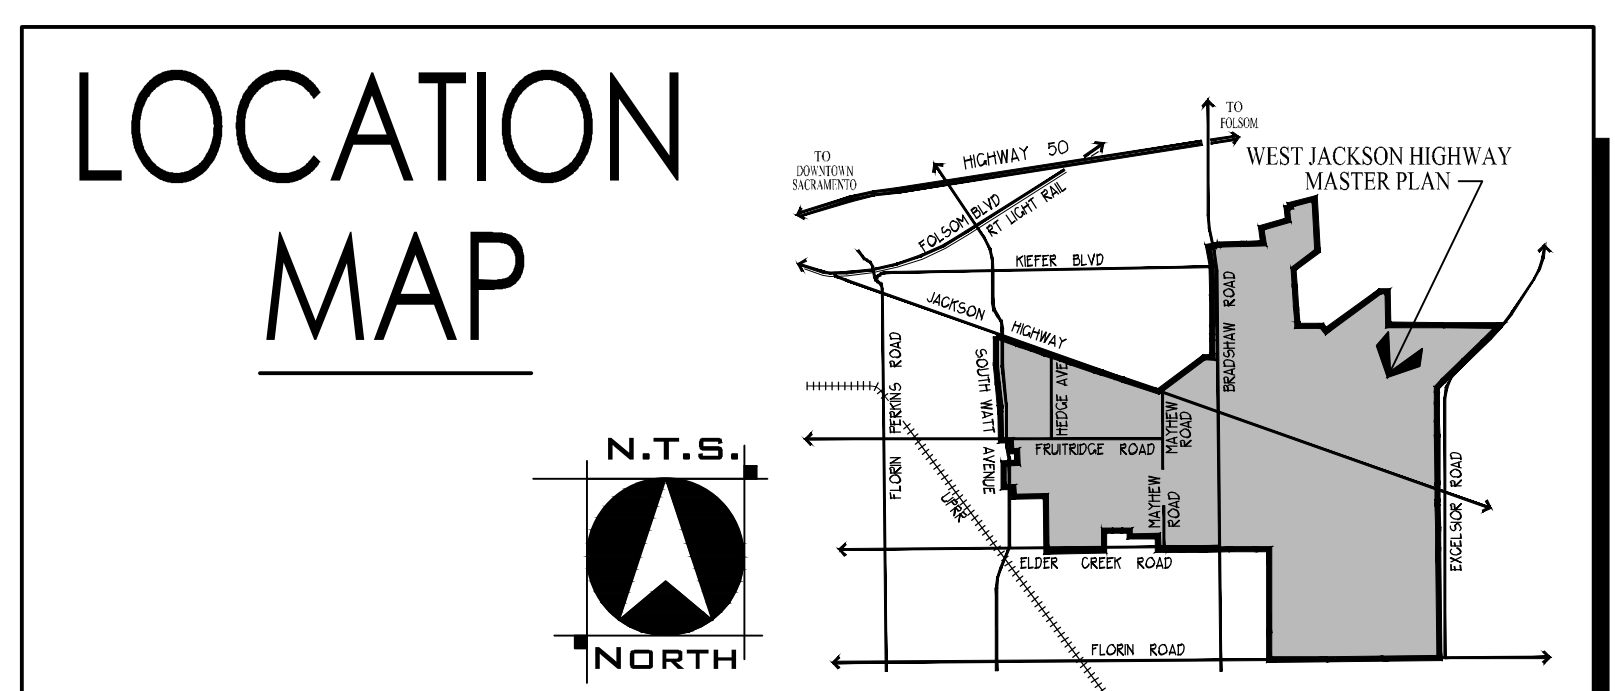 LOCATION
MAP
N.T.S.
NORTH
TO
DOWNTOWN
SACRAMENTO
HIGHWAY 50
TO
FOLSOM
WEST JACKSON HIGHWAY
MASTER PLAN
FOLSOM BLVD
RT LIGHT RAIL
KIEFER BLVD
JACKSON HIGHWAY
FLORIN PERKINS ROAD
SOUTH WATT AVENUE
HEDGE AVE
MAYHEW
ROAD
BRADSHAW ROAD
FRUITRIDGE ROAD
MAYHEW
ROAD
UPRR
EXCELSIOR ROAD
ELDER CREEK ROAD
FLORIN ROAD